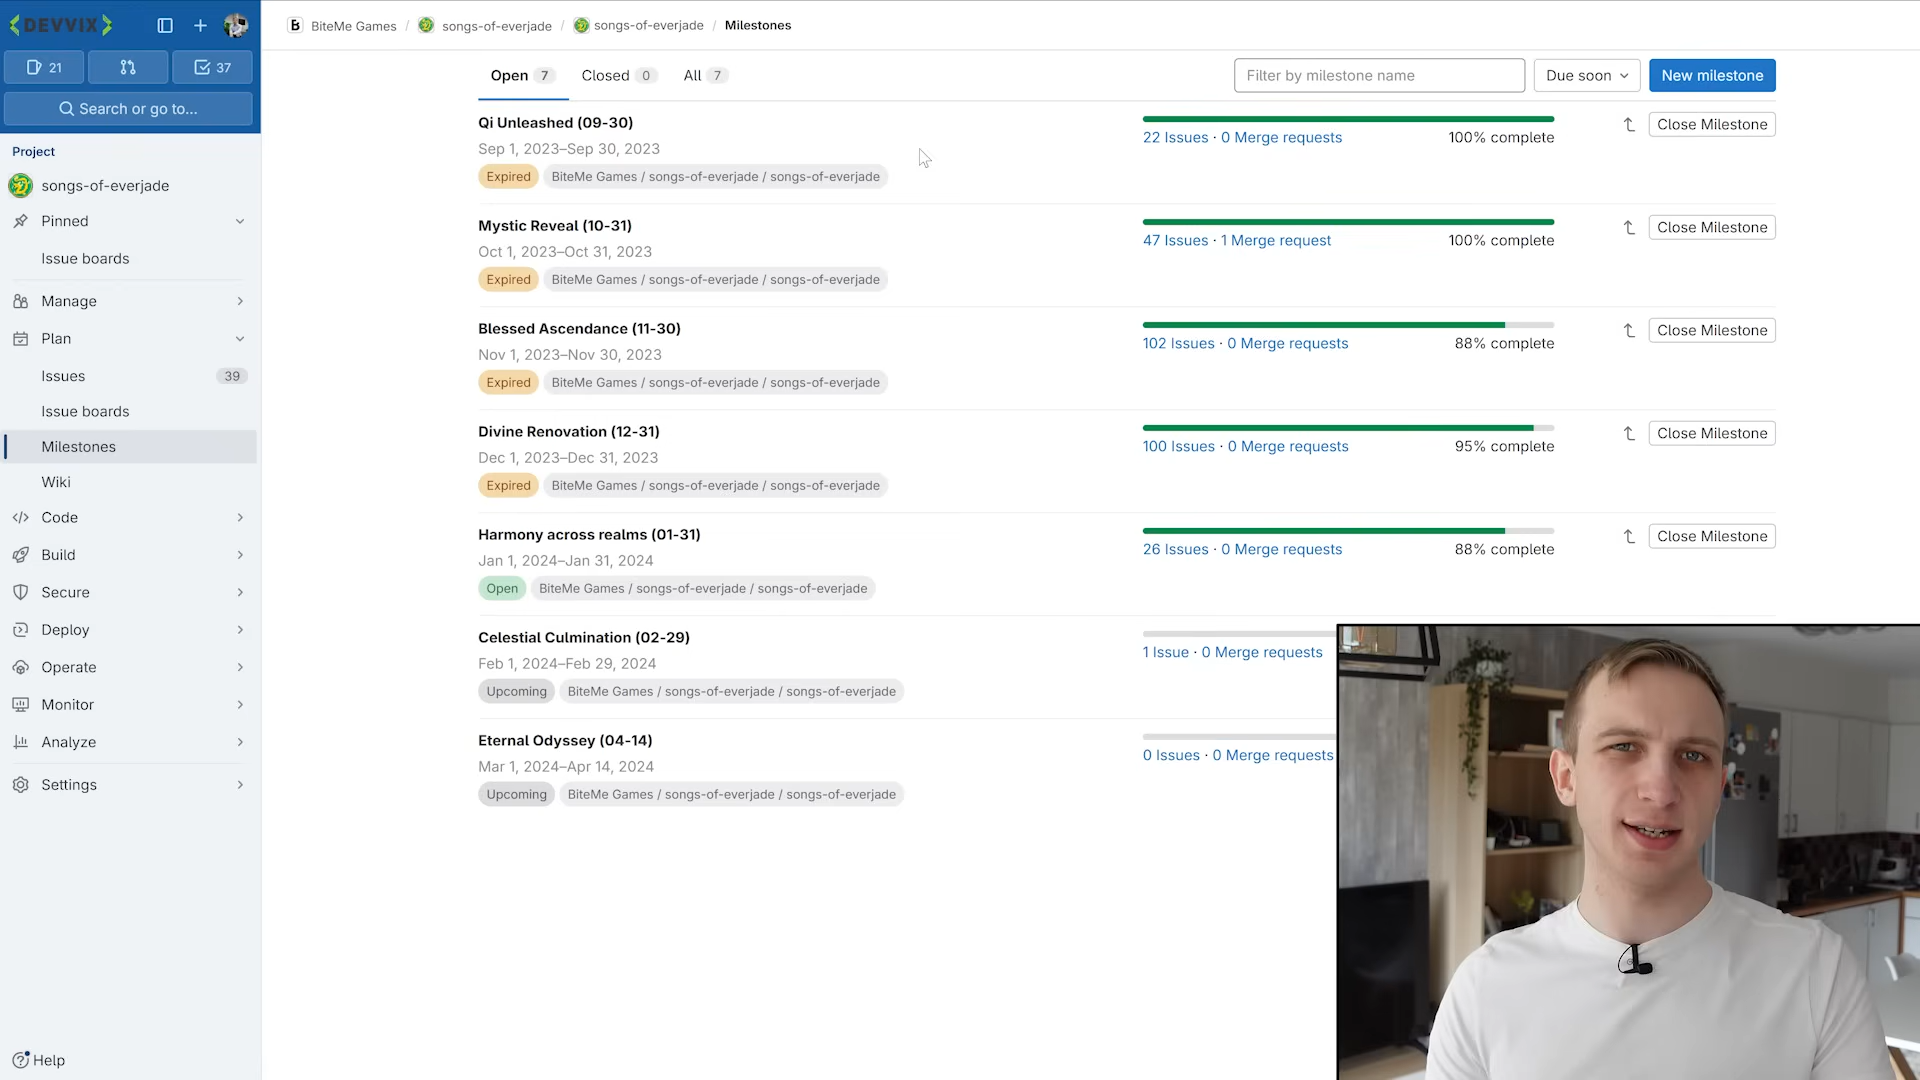 DEVVIX
21
37
Search or go to...
Project
songs-of-everjade
Pinned
Issue boards
Manage
Plan
Issues 39
Issue boards
Milestones
Wiki
Code
Build
Secure
Deploy
Operate
Monitor
Analyze
Settings
Help
B BiteMe Games / songs-of-everjade / songs-of-everjade / Milestones
Open 7 Closed 0 All 7
Filter by milestone name Due soon New milestone
Qi Unleashed (09-30)
Sep 1, 2023–Sep 30, 2023
Expired BiteMe Games / songs-of-everjade / songs-of-everjade
22 Issues · 0 Merge requests 100% complete
Close Milestone
Mystic Reveal (10-31)
Oct 1, 2023–Oct 31, 2023
Expired BiteMe Games / songs-of-everjade / songs-of-everjade
47 Issues · 1 Merge request 100% complete
Close Milestone
Blessed Ascendance (11-30)
Nov 1, 2023–Nov 30, 2023
Expired BiteMe Games / songs-of-everjade / songs-of-everjade
102 Issues · 0 Merge requests 88% complete
Close Milestone
Divine Renovation (12-31)
Dec 1, 2023–Dec 31, 2023
Expired BiteMe Games / songs-of-everjade / songs-of-everjade
100 Issues · 0 Merge requests 95% complete
Close Milestone
Harmony across realms (01-31)
Jan 1, 2024–Jan 31, 2024
Open BiteMe Games / songs-of-everjade / songs-of-everjade
26 Issues · 0 Merge requests 88% complete
Close Milestone
Celestial Culmination (02-29)
Feb 1, 2024–Feb 29, 2024
Upcoming BiteMe Games / songs-of-everjade / songs-of-everjade
1 Issue · 0 Merge requests
Eternal Odyssey (04-14)
Mar 1, 2024–Apr 14, 2024
Upcoming BiteMe Games / songs-of-everjade / songs-of-everjade
0 Issues · 0 Merge requests